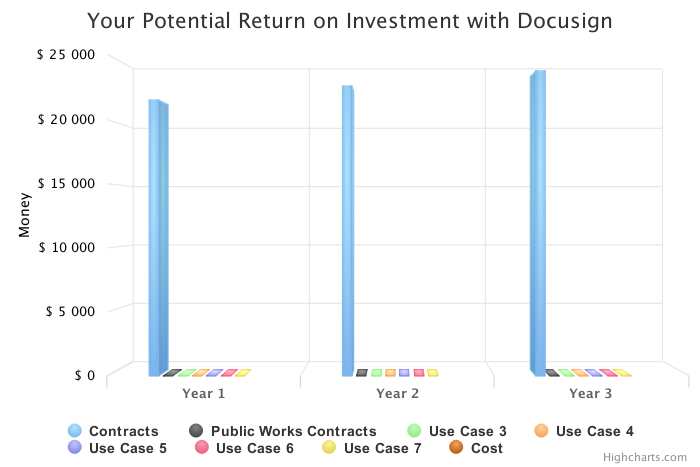 Your Potential Return on Investment with Docusign
$ 25 000
$ 20 000
$ 15 000
$ 10 000
$ 5 000
$ 0
Money
Year 1 Year 2 Year 3
Contracts Public Works Contracts Use Case 3 Use Case 4
Use Case 5 Use Case 6 Use Case 7 Cost
Highcharts.com